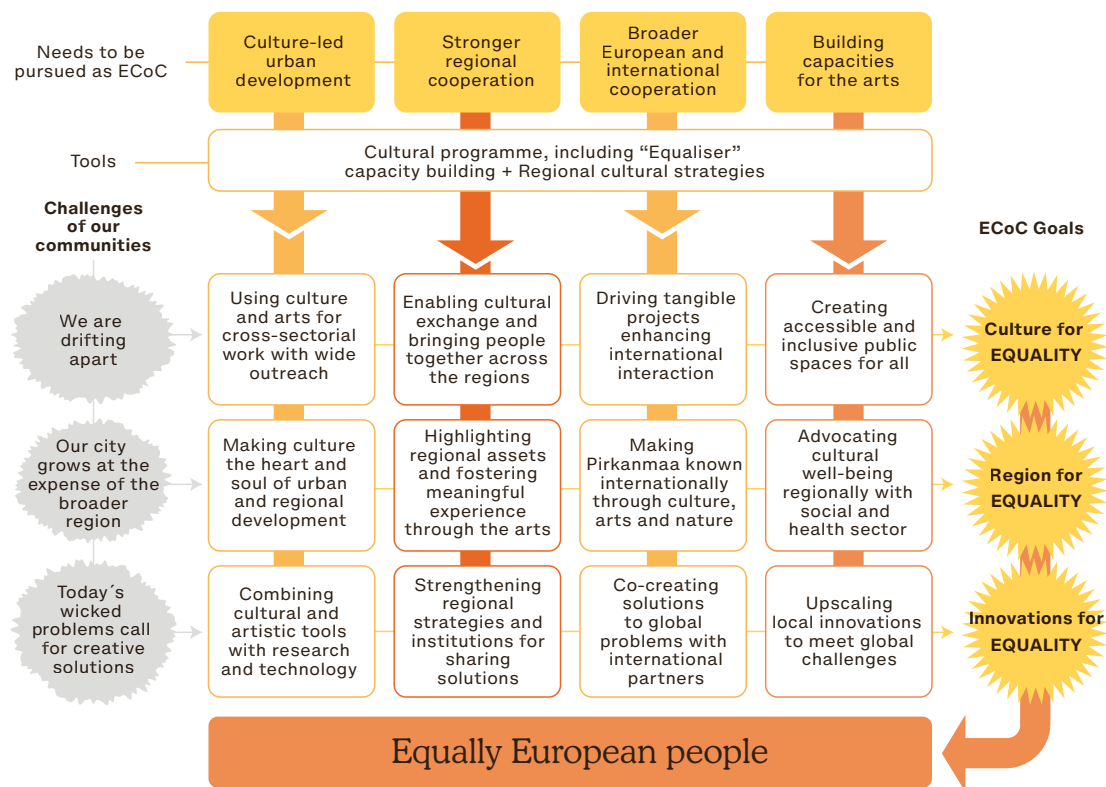 Needs to be
pursued as ECoC
Culture-led
urban
development
Stronger
regional
cooperation
Broader
European and
international
cooperation
Building
capacities
for the arts
Tools
Cultural programme, including “Equaliser”
capacity building + Regional cultural strategies
Challenges
of our
communities
ECoC Goals
We are
drifting
apart
Using culture
and arts for
cross-sectorial
work with wide
outreach
Enabling cultural
exchange and
bringing people
together across
the regions
Driving tangible
projects
enhancing
international
interaction
Creating
accessible and
inclusive public
spaces for all
Culture for
EQUALITY
Our city
grows at the
expense of the
broader
region
Making culture
the heart and
soul of urban
and regional
development
Highlighting
regional assets
and fostering
meaningful
experience
through the arts
Making
Pirkanmaa known
internationally
through culture,
arts and nature
Advocating
cultural
well-being
regionally with
social and
health sector
Region for
EQUALITY
Today´s
wicked
problems call
for creative
solutions
Combining
cultural and
artistic tools
with research
and technology
Strengthening
regional
strategies and
institutions for
sharing
solutions
Co-creating
solutions
to global
problems with
international
partners
Upscaling
local innovations
to meet global
challenges
Innovations for
EQUALITY
Equally European people